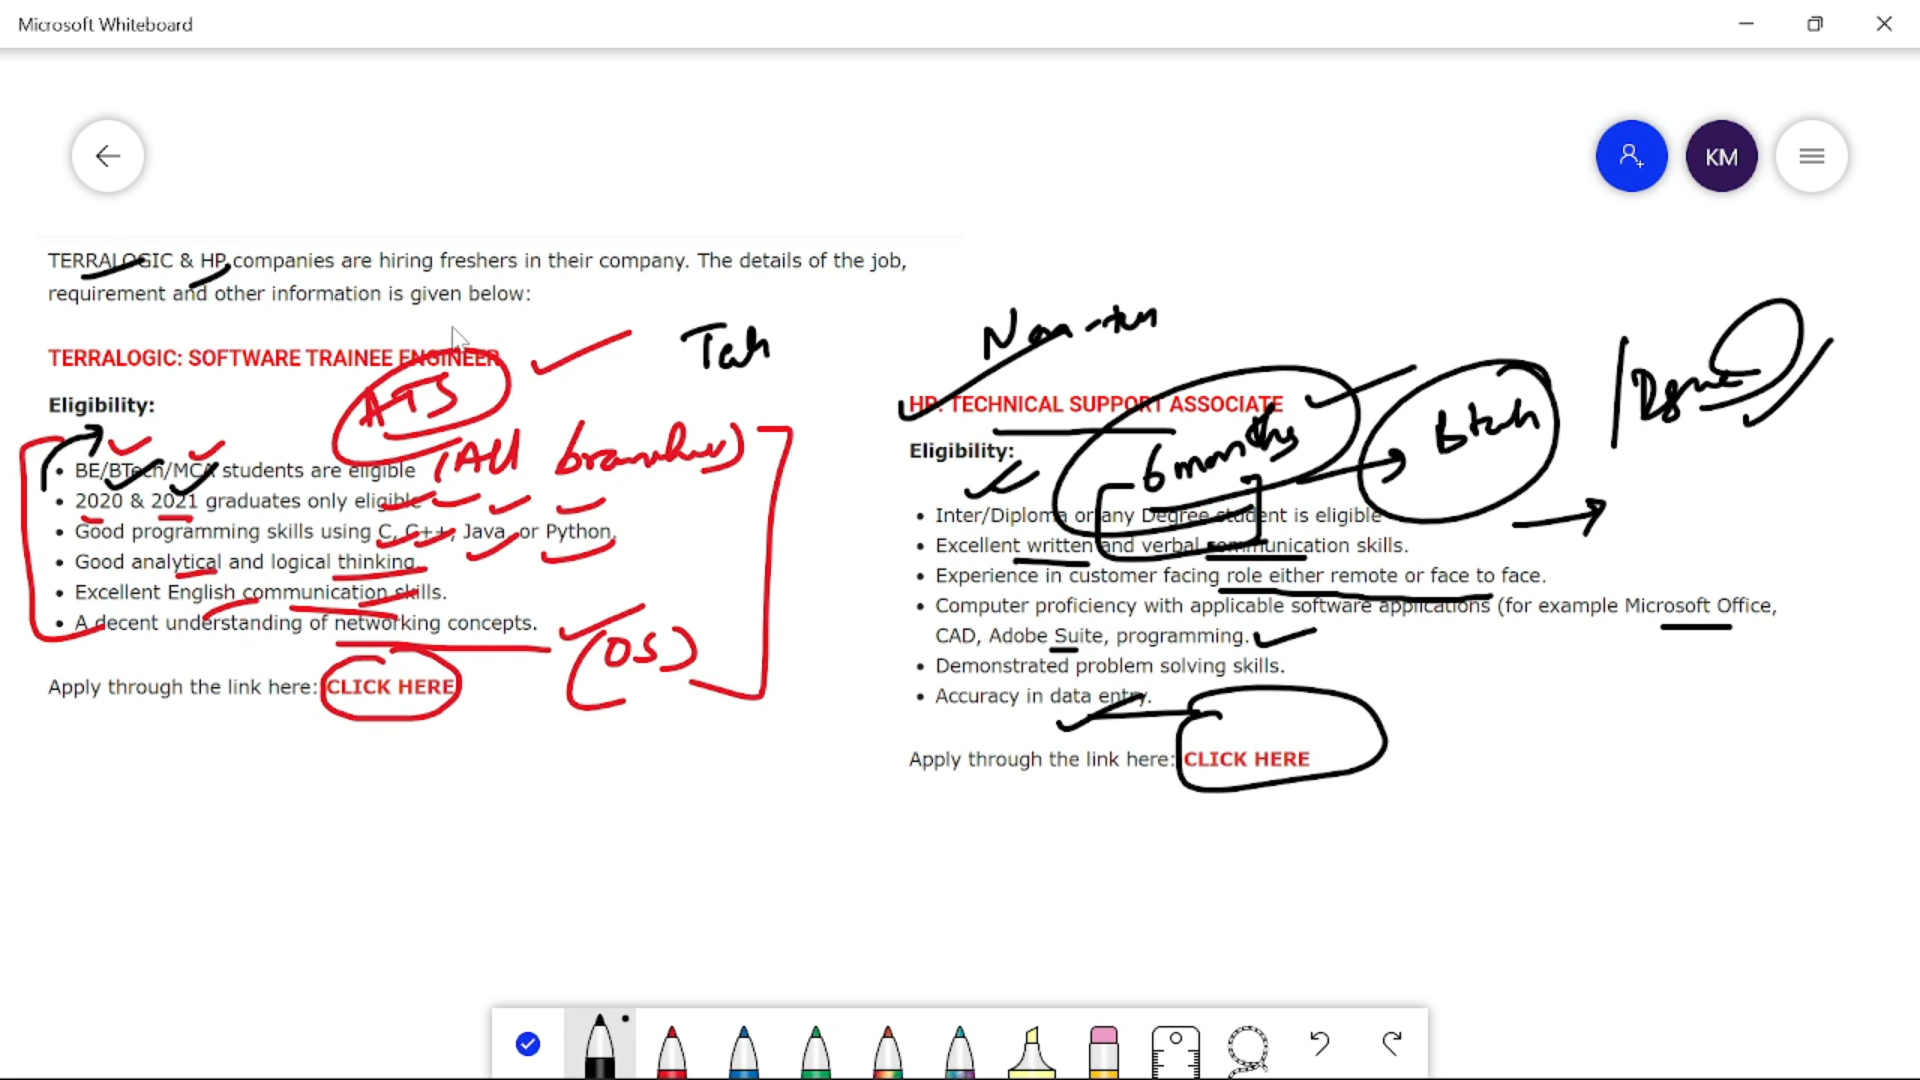 Microsoft Whiteboard
KM
TERRALOGIC & HP companies are hiring freshers in their company. The details of the job,
requirement and other information is given below:
TERRALOGIC: SOFTWARE TRAINEE ENGINEER
Eligibility:
(All branches)
• BE/BTech/MCA students are eligible
• 2020 & 2021 graduates only eligible
• Good programming skills using C, C++, Java, or Python.
• Good analytical and logical thinking.
• Excellent English communication skills.
• A decent understanding of networking concepts.
(OS)
Apply through the link here: CLICK HERE
HP: TECHNICAL SUPPORT ASSOCIATE
Eligibility:
6 months
Btech
• Inter/Diploma or any Degree student is eligible
• Excellent written and verbal communication skills.
• Experience in customer facing role either remote or face to face.
• Computer proficiency with applicable software applications (for example Microsoft Office,
CAD, Adobe Suite, programming.
• Demonstrated problem solving skills.
• Accuracy in data entry.
Apply through the link here: CLICK HERE